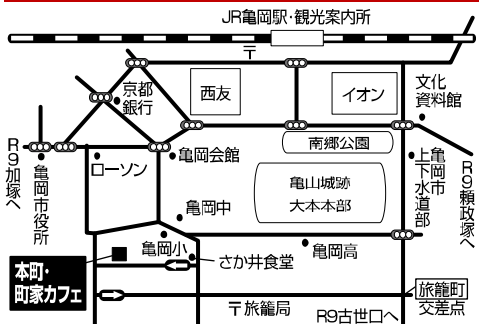 JR亀岡駅・観光案内所
〒
京都
銀行
西友
イオン
文化
資料館
南郷公園
R9加塚へ
亀岡市役所
ローソン
亀岡会館
亀山城跡
大本本部
亀岡市
上下水道部
R9頼政塚へ
亀岡中
亀岡小
さか井食堂
亀岡高
本町・
町家カフェ
〒旅籠局
R9古世口へ
旅籠町
交差点